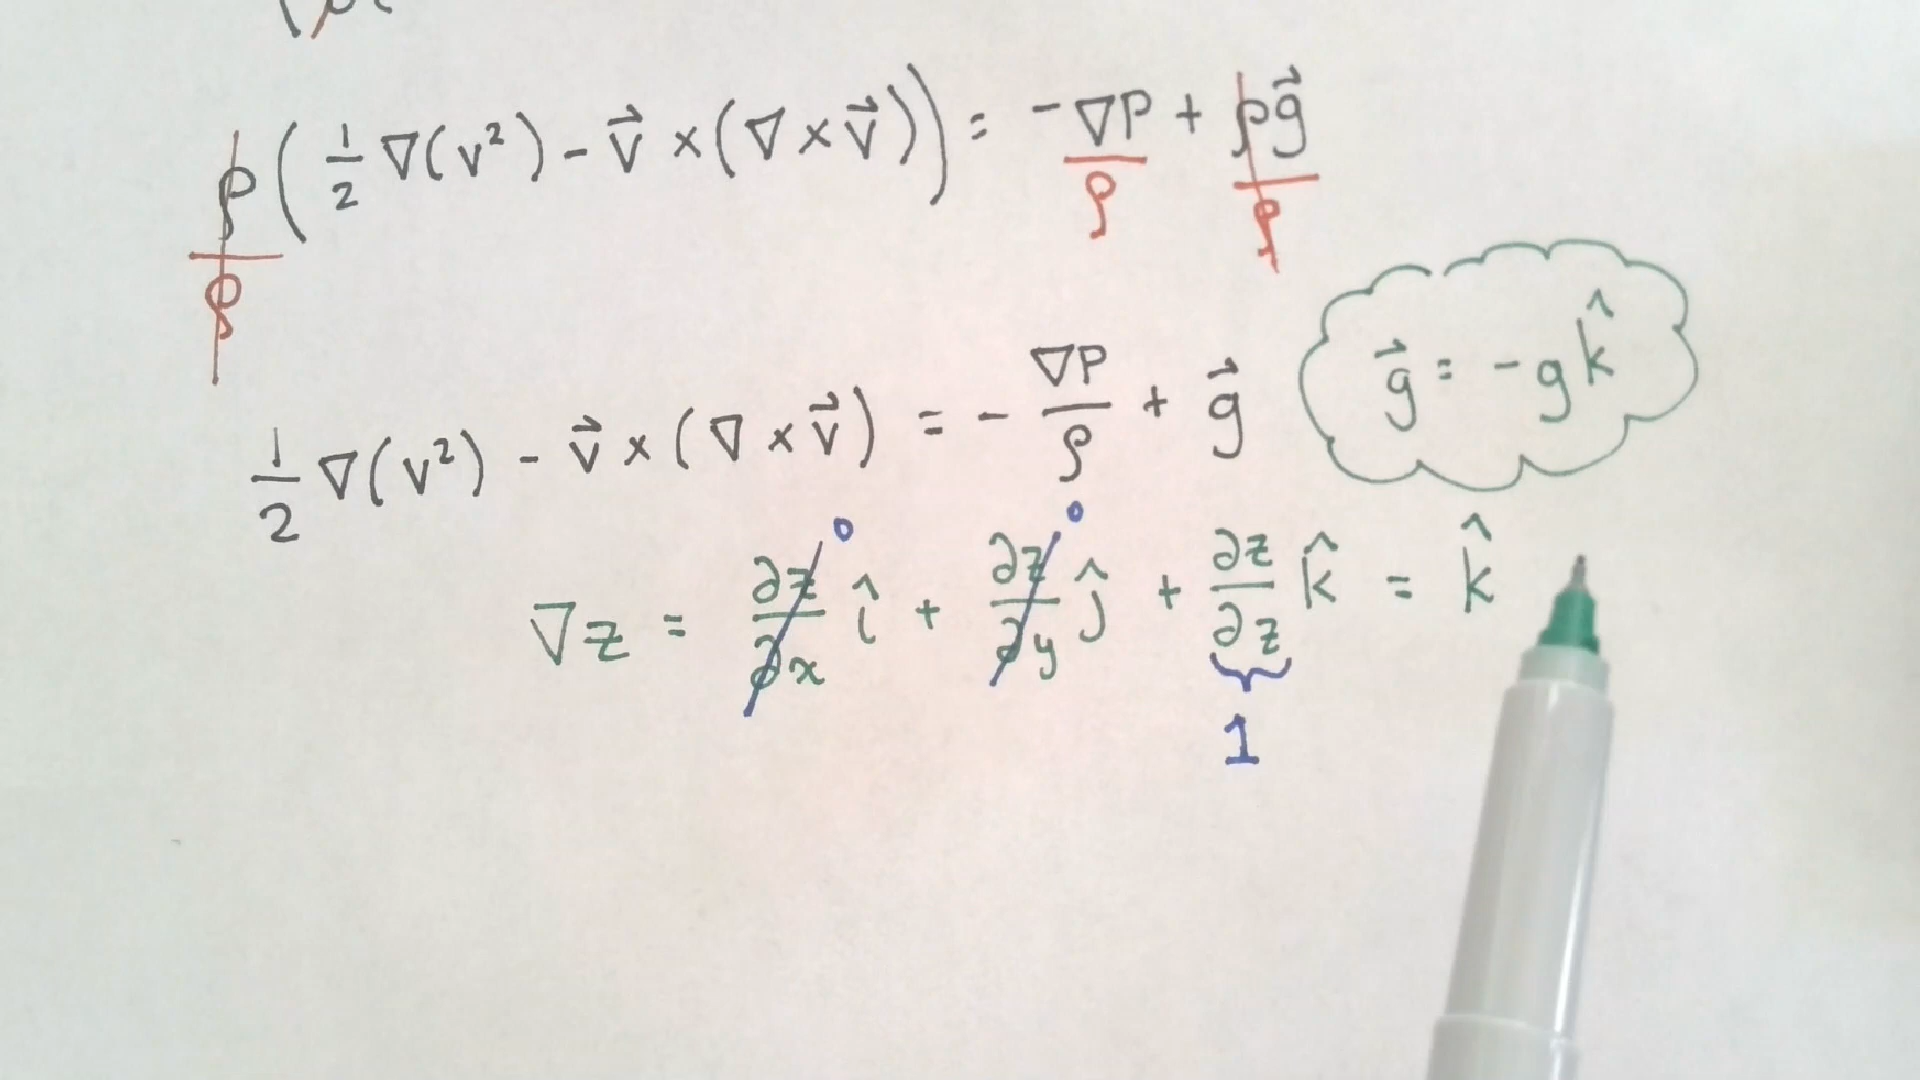 ρ/ρ ( 1/2 ∇(v²) - v⃗ × (∇ × v⃗) ) = -∇P/ρ + ρg⃗/ρ
1/2 ∇(v²) - v⃗ × (∇ × v⃗) = - ∇P/ρ + g⃗
g⃗ = -g k̂
∇z = ∂z/∂x 0 î + ∂z/∂y 0 ĵ + ∂z/∂z k̂ = k̂
1